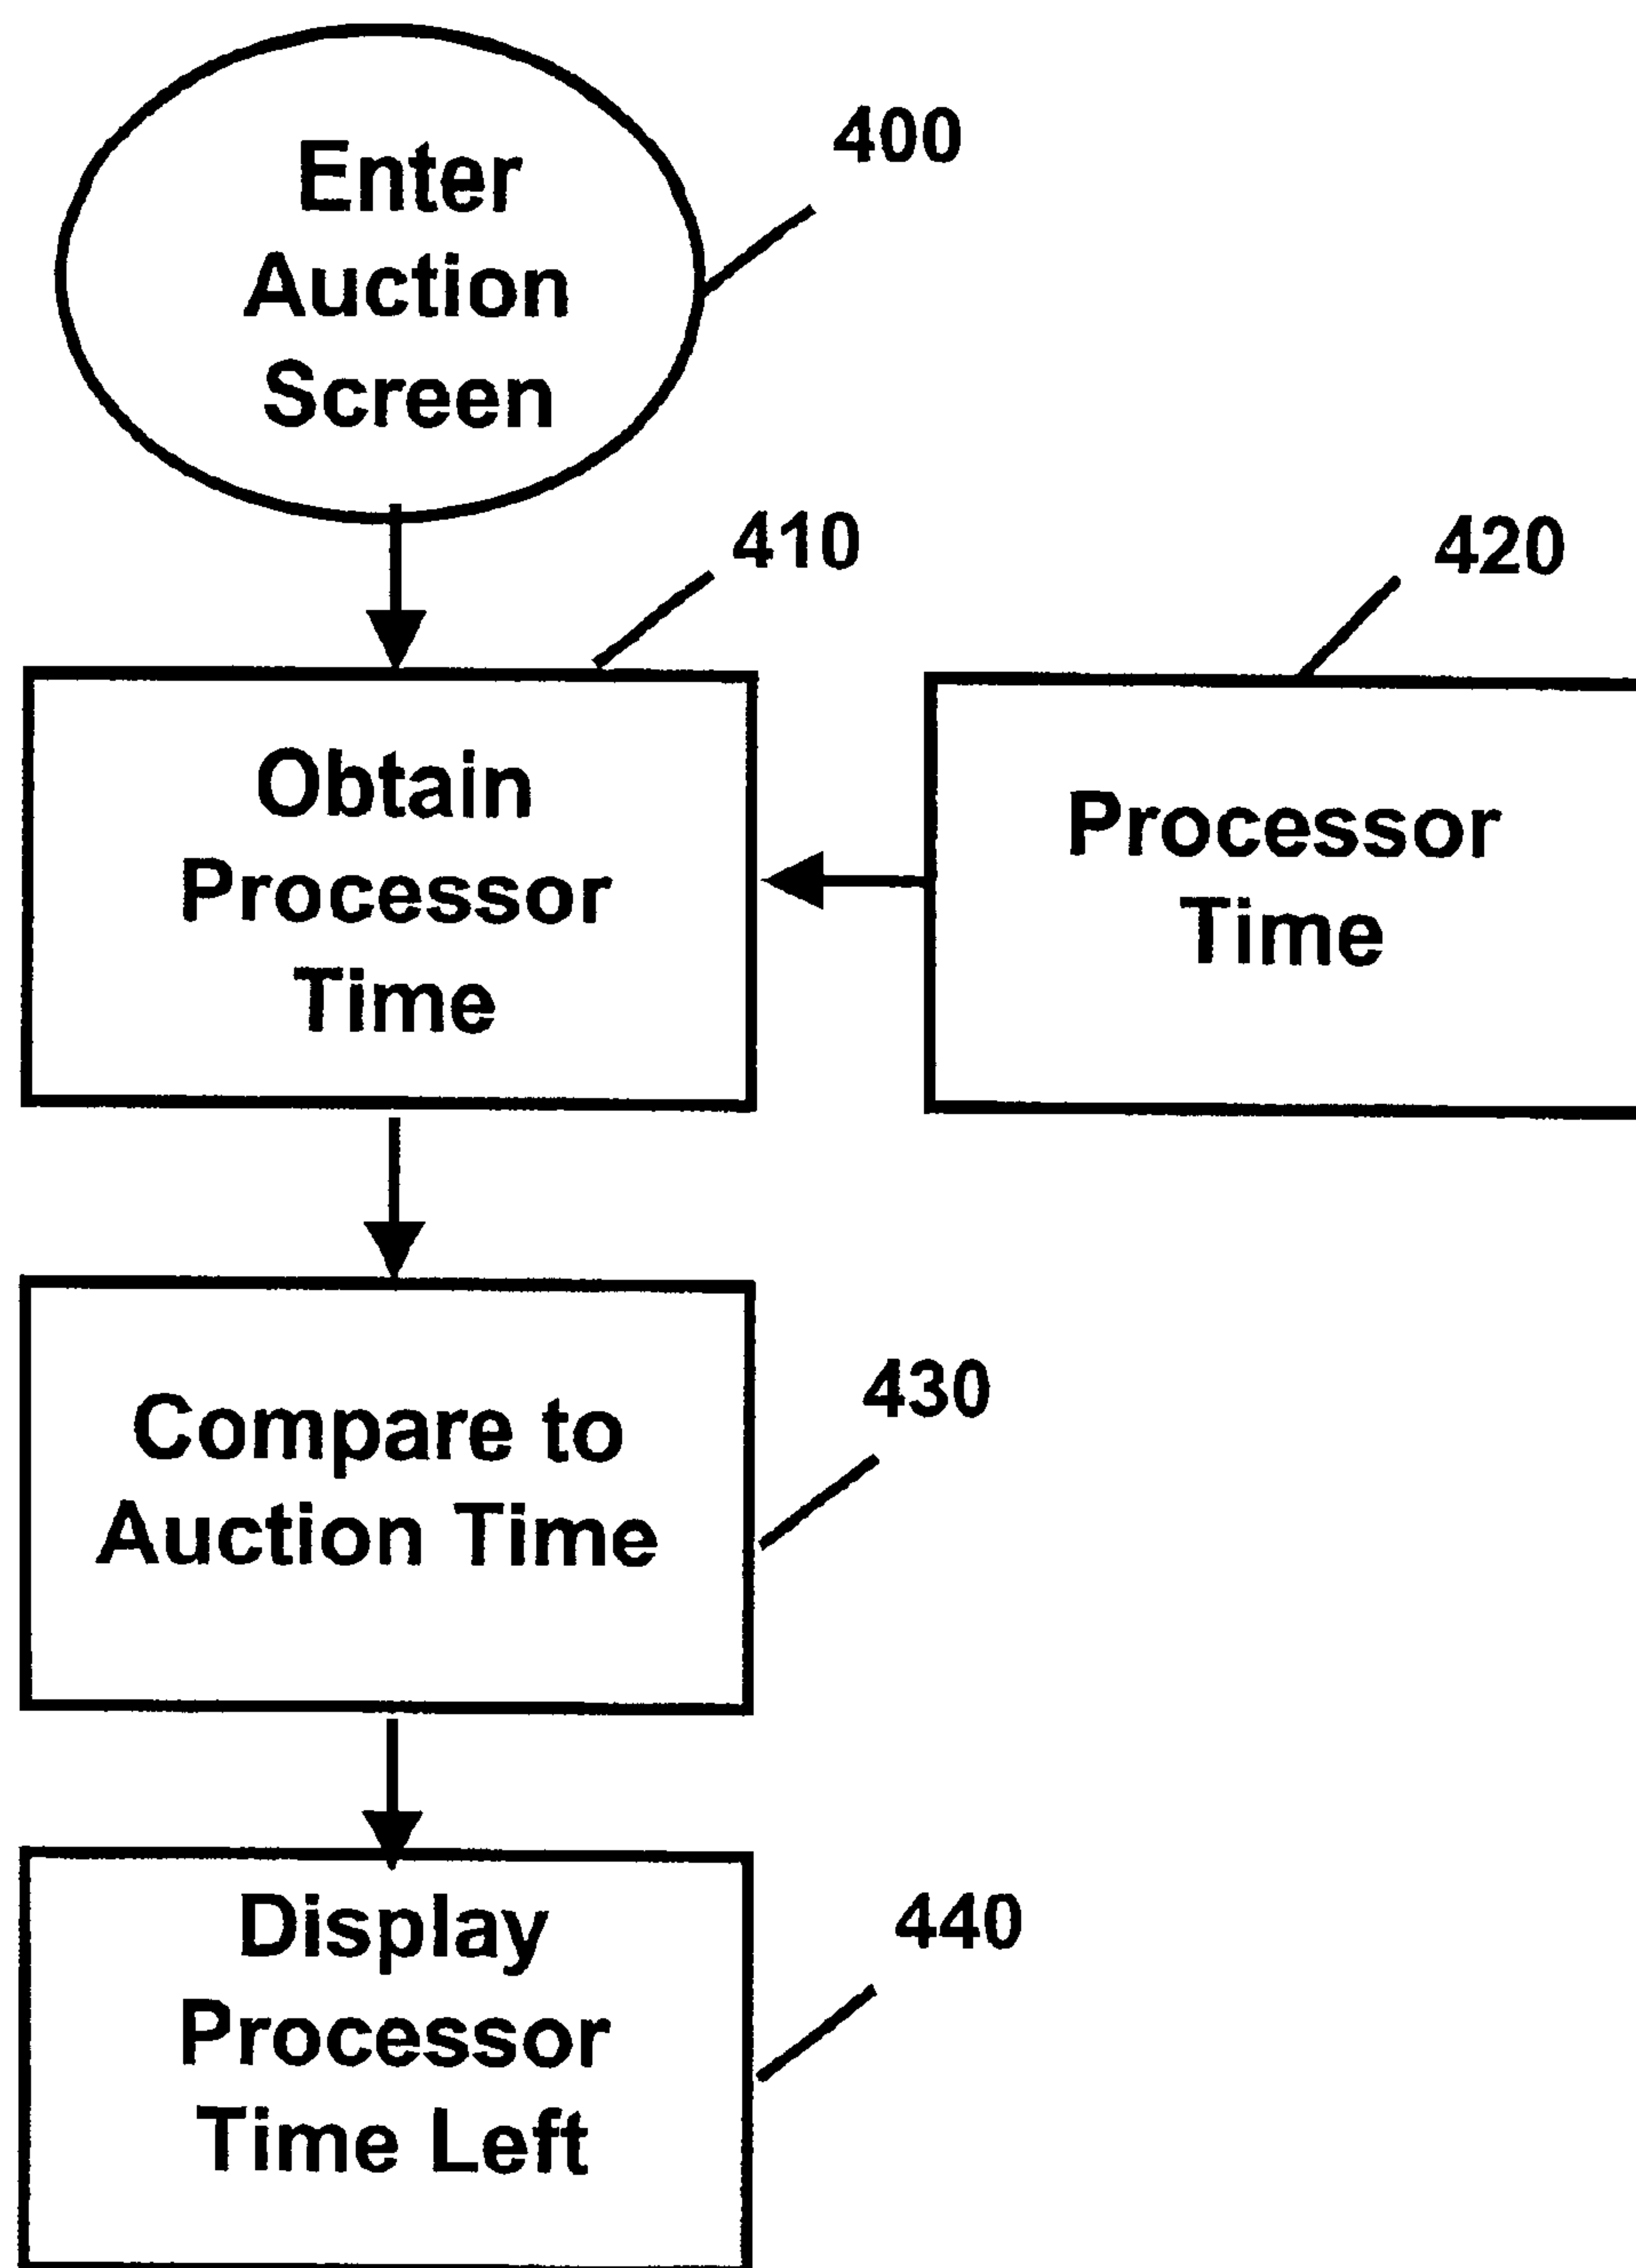 Enter
Auction
Screen
400
410
420
Obtain
Processor
Time
Processor
Time
Compare to
Auction Time
430
Display
Processor
Time Left
440